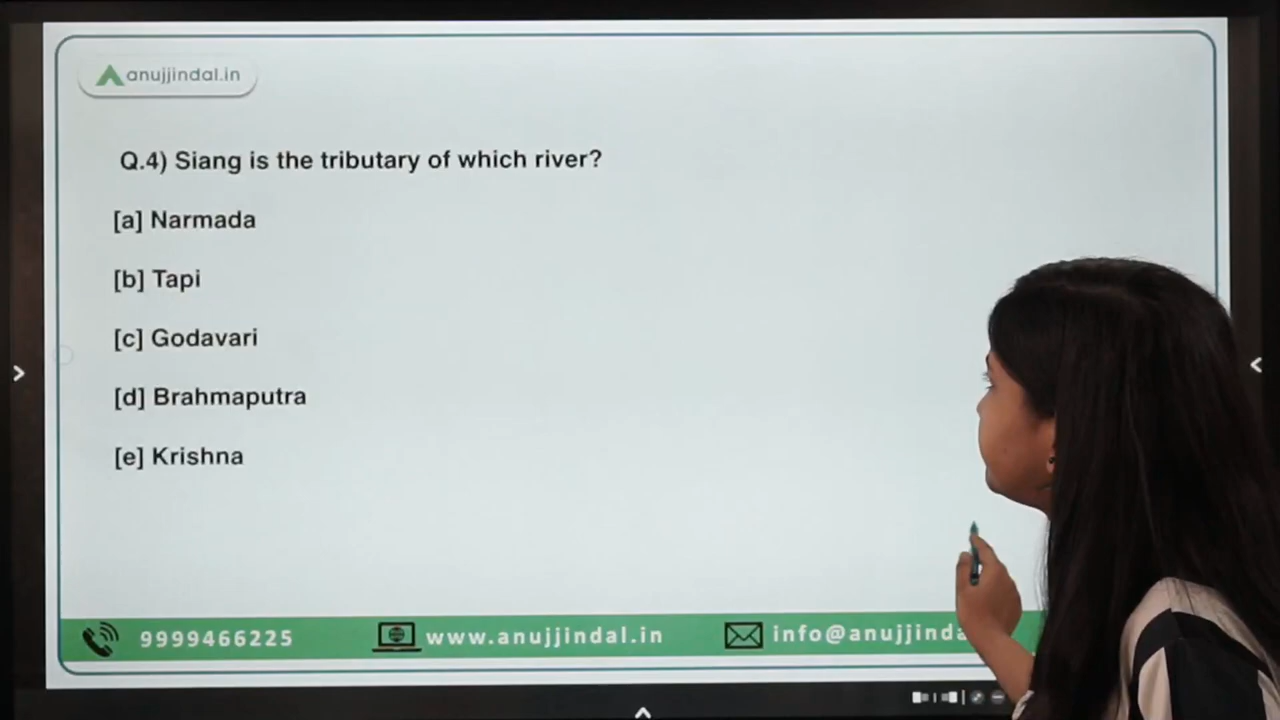 anujjindal.in
Q.4) Siang is the tributary of which river?
[a] Narmada
[b] Tapi
[c] Godavari
[d] Brahmaputra
[e] Krishna
9999466225 www.anujjindal.in info@anujjinda